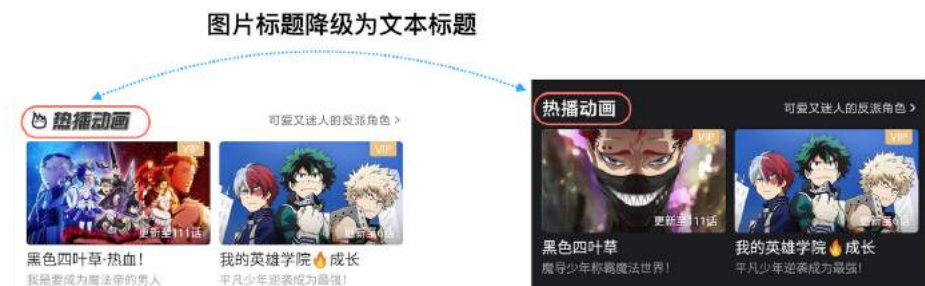 图片标题降级为文本标题
热播动画
可爱又迷人的反派角色 >
VIP
VIP
更新至111话
更新至6话
黑色四叶草·热血!
我的英雄学院🔥成长
我是要成为魔法帝的男人
平凡少年逆袭成为最强!
热播动画
可爱又迷人的反派角色 >
VIP
VIP
更新至111话
更新至6话
黑色四叶草
我的英雄学院🔥成长
魔导少年称霸魔法世界!
平凡少年逆袭成为最强!